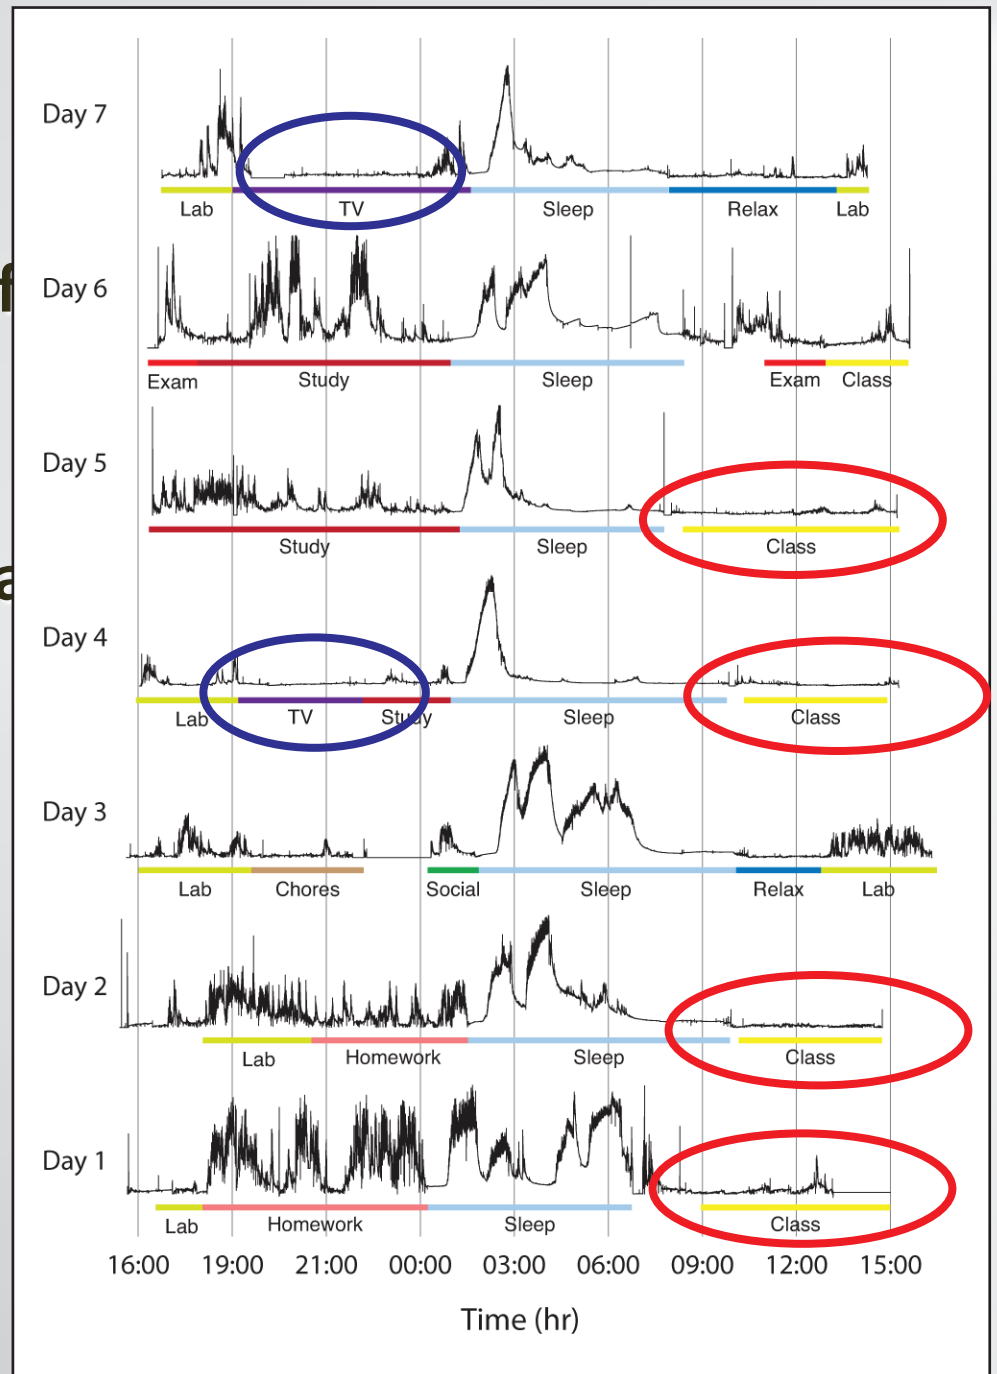 Day 7
Lab TV Sleep Relax Lab
f
Day 6
Exam Study Sleep Exam Class
Day 5
Study Sleep Class
a
Day 4
Lab TV Study Sleep Class
Day 3
Lab Chores Social Sleep Relax Lab
Day 2
Lab Homework Sleep Class
Day 1
Lab Homework Sleep Class
16:00 19:00 21:00 00:00 03:00 06:00 09:00 12:00 15:00
Time (hr)